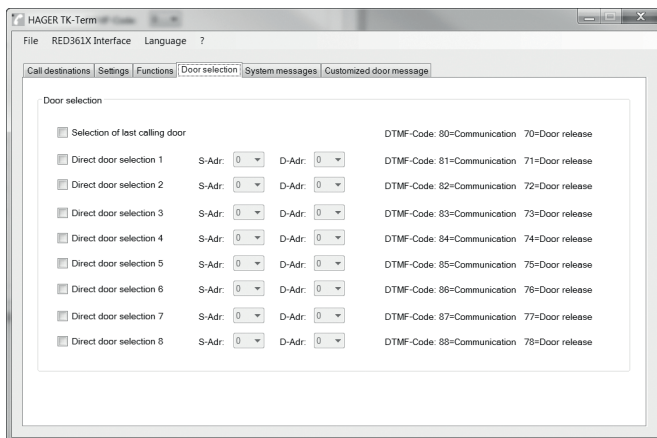 HAGER TK-Term
File RED361X Interface Language ?
Call destinations Settings Functions Door selection System messages Customized door message
Door selection
Selection of last calling door DTMF-Code: 80=Communication 70=Door release
Direct door selection 1 S-Adr: 0 D-Adr: 0 DTMF-Code: 81=Communication 71=Door release
Direct door selection 2 S-Adr: 0 D-Adr: 0 DTMF-Code: 82=Communication 72=Door release
Direct door selection 3 S-Adr: 0 D-Adr: 0 DTMF-Code: 83=Communication 73=Door release
Direct door selection 4 S-Adr: 0 D-Adr: 0 DTMF-Code: 84=Communication 74=Door release
Direct door selection 5 S-Adr: 0 D-Adr: 0 DTMF-Code: 85=Communication 75=Door release
Direct door selection 6 S-Adr: 0 D-Adr: 0 DTMF-Code: 86=Communication 76=Door release
Direct door selection 7 S-Adr: 0 D-Adr: 0 DTMF-Code: 87=Communication 77=Door release
Direct door selection 8 S-Adr: 0 D-Adr: 0 DTMF-Code: 88=Communication 78=Door release